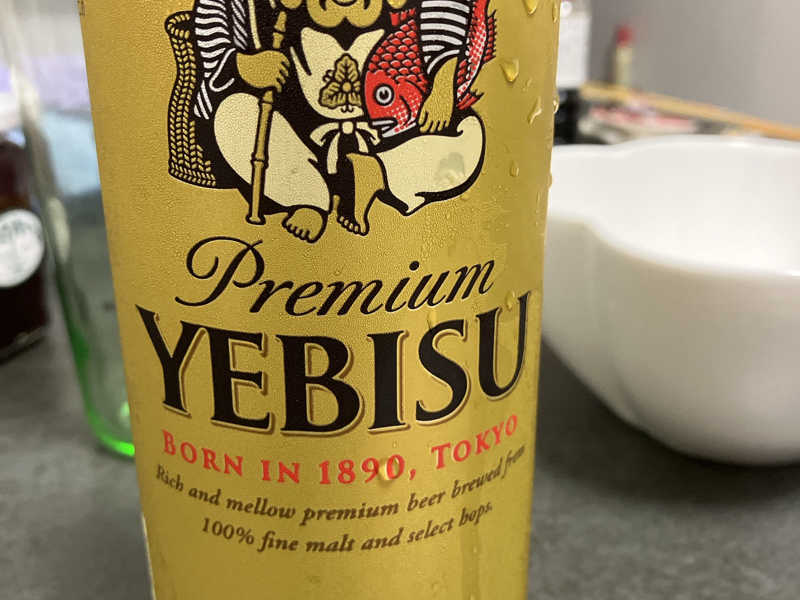 Premium
YEBISU
BORN IN 1890, TOKYO
Rich and mellow premium beer brewed from
100% fine malt and select hops.